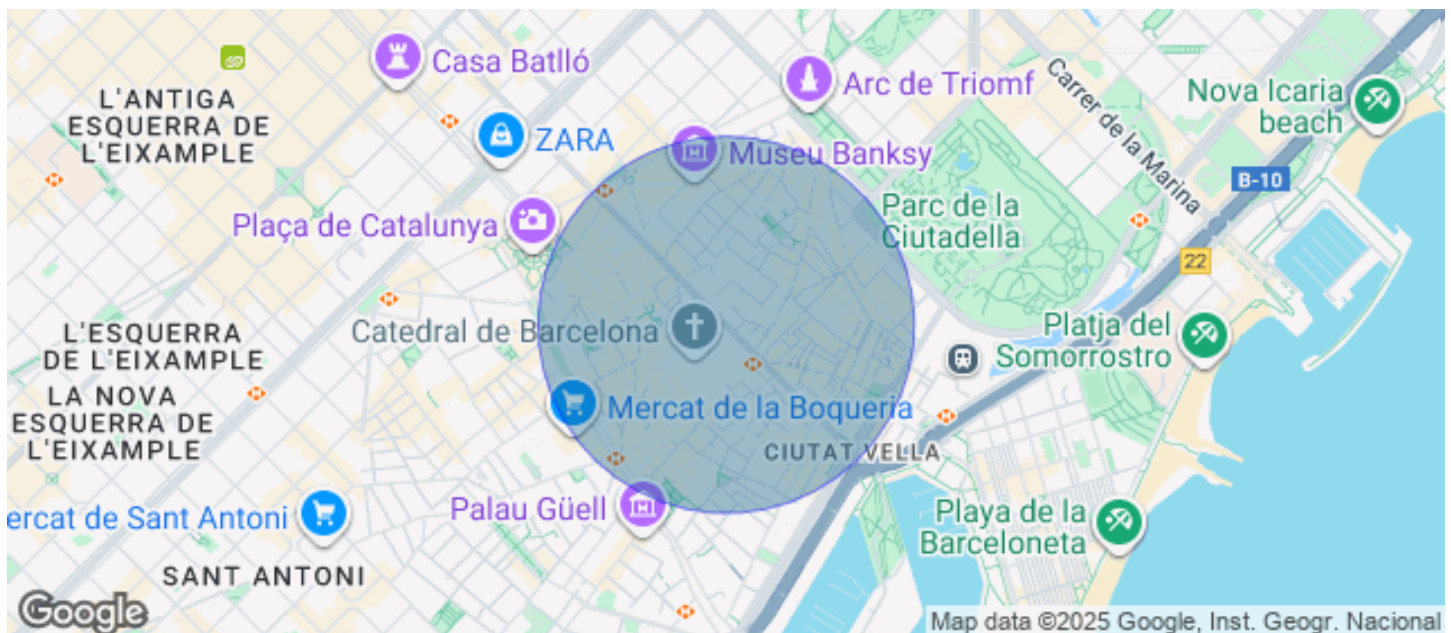 Casa Batlló
Arc de Triomf
Carrer de la Marina
Nova Icaria
beach
L'ANTIGA
ESQUERRA DE
L'EIXAMPLE
ZARA
Museu Banksy
B-10
Plaça de Catalunya
Parc de la
Ciutadella
22
L'ESQUERRA
DE L'EIXAMPLE
Catedral de Barcelona
Platja del
Somorrostro
LA NOVA
ESQUERRA DE
L'EIXAMPLE
Mercat de la Boqueria
CIUTAT VELLA
Palau Güell
ercat de Sant Antoni
Playa de la
Barceloneta
SANT ANTONI
Google
Map data ©2025 Google, Inst. Geogr. Nacional